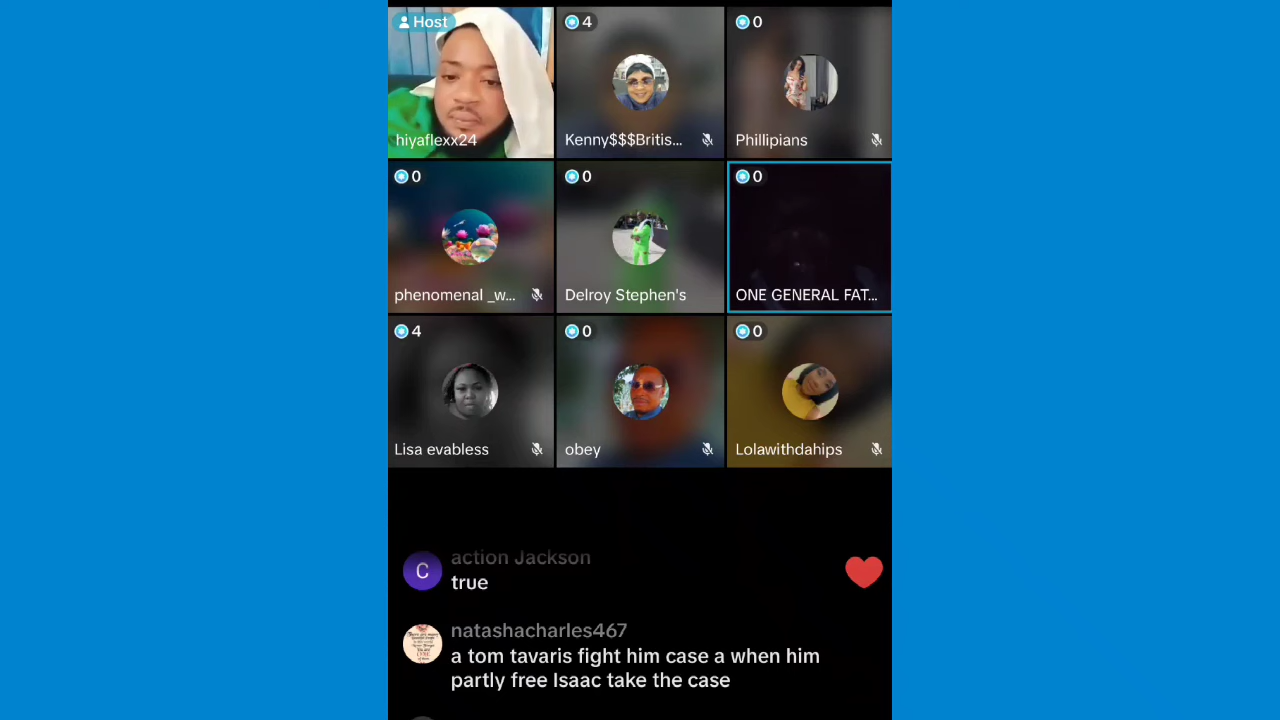 Host
4
0
hiyaflexx24
Kenny$$$Britis...
Phillipians
0
0
0
phenomenal _w...
Delroy Stephen's
ONE GENERAL FAT...
4
0
0
Lisa evabless
obey
Lolawithdahips
C
action Jackson
true
natashacharles467
a tom tavaris fight him case a when him
partly free Isaac take the case